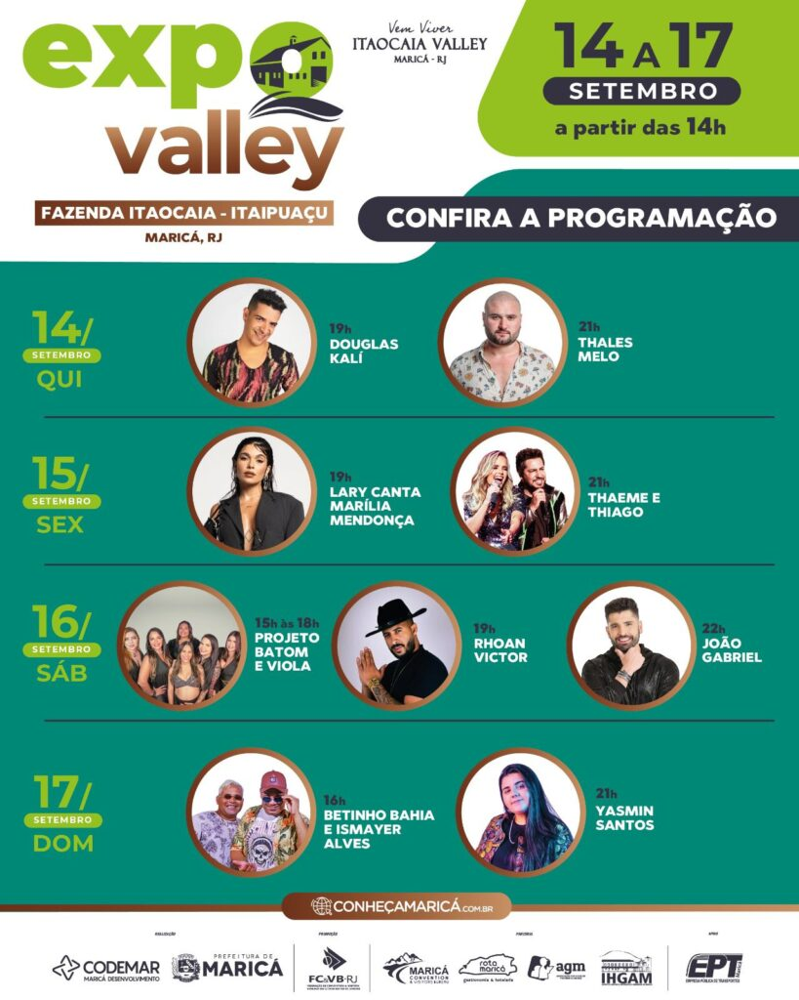 expo
valley
Vem Viver
ITAOCAIA VALLEY
MARICÁ - RJ
14 A 17
SETEMBRO
a partir das 14h
FAZENDA ITAOCAIA - ITAIPUAÇU
MARICÁ, RJ
CONFIRA A PROGRAMAÇÃO
14/
SETEMBRO
QUI
19h
DOUGLAS
KALÍ
21h
THALES
MELO
15/
SETEMBRO
SEX
19h
LARY CANTA
MARÍLIA
MENDONÇA
21h
THAEME E
THIAGO
16/
SETEMBRO
SÁB
15h às 18h
PROJETO
BATOM
E VIOLA
19h
RHOAN
VICTOR
22h
JOÃO
GABRIEL
17/
SETEMBRO
DOM
16h
BETINHO BAHIA
E ISMAYER
ALVES
21h
YASMIN
SANTOS
CONHEÇAMARICÁ.COM.BR
REALIZAÇÃO
PROMOÇÃO
PARCERIA
APOIO
CODEMAR
MARICÁ DESENVOLVIMENTO
PREFEITURA DE
MARICÁ
FC&VB-RJ
MARICÁ
CONVENTION
& VISITORS BUREAU
rota
maricá
gastronomia & hotelaria
agm
IHGAM
EPT
EMPRESA PÚBLICA DE TRANSPORTES